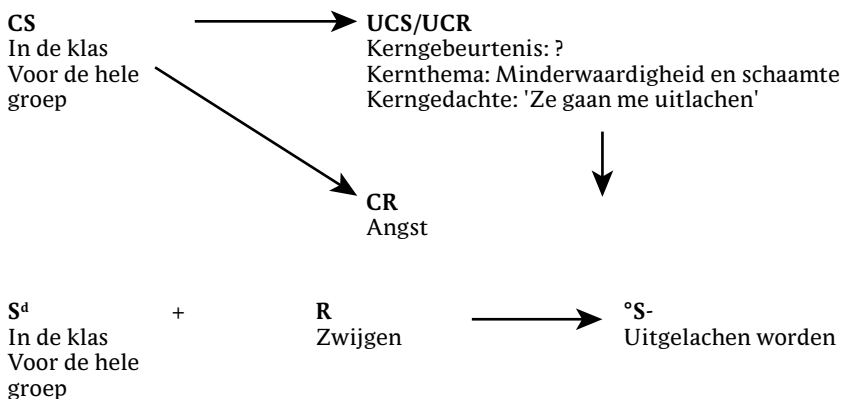 CS
In de klas
Voor de hele
groep
UCS/UCR
Kerngebeurtenis: ?
Kernthema: Minderwaardigheid en schaamte
Kerngedachte: 'Ze gaan me uitlachen'
CR
Angst
Sᵈ
In de klas
Voor de hele
groep
+
R
Zwijgen
°S-
Uitgelachen worden